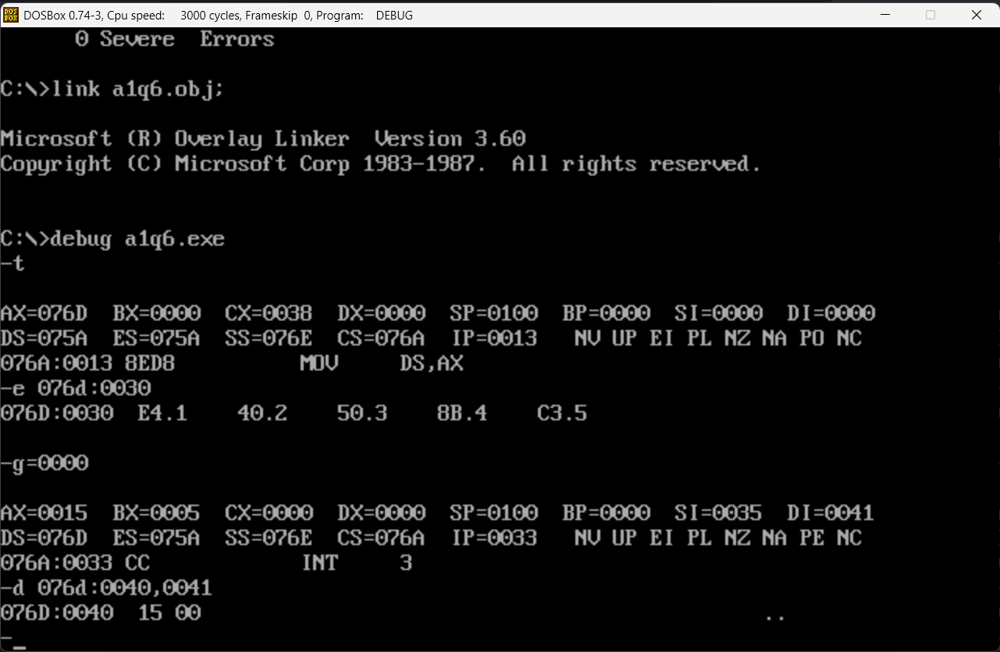 DOSBox 0.74-3, Cpu speed: 3000 cycles, Frameskip 0, Program: DEBUG
0 Severe Errors
C:\>link a1q6.obj;
Microsoft (R) Overlay Linker Version 3.60
Copyright (C) Microsoft Corp 1983-1987. All rights reserved.
C:\>debug a1q6.exe
-t
AX=076D BX=0000 CX=0038 DX=0000 SP=0100 BP=0000 SI=0000 DI=0000
DS=075A ES=075A SS=076E CS=076A IP=0013 NV UP EI PL NZ NA PO NC
076A:0013 8ED8 MOV DS,AX
-e 076d:0030
076D:0030 E4.1 40.2 50.3 8B.4 C3.5
-g=0000
AX=0015 BX=0005 CX=0000 DX=0000 SP=0100 BP=0000 SI=0035 DI=0041
DS=076D ES=075A SS=076E CS=076A IP=0033 NV UP EI PL NZ NA PE NC
076A:0033 CC INT 3
-d 076d:0040,0041
076D:0040 15 00 ..
-_